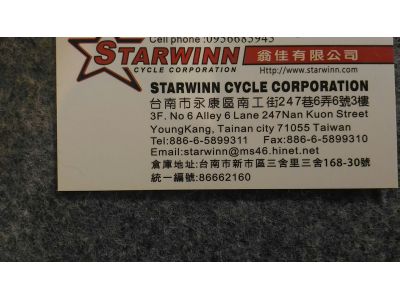 Cell phone :0956685945
STARWINN 翁佳有限公司
CYCLE CORPORATION Http://www.starwinn.com
STARWINN CYCLE CORPORATION
台南市永康區南工街247巷6弄6號3樓
3F. No 6 Alley 6 Lane 247Nan Kuon Street
YoungKang, Tainan city 71055 Taiwan
Tel:886-6-5899311 Fax:886-6-5899310
Email:starwinn@ms46.hinet.net
倉庫地址:台南市新市區三舍里三舍168-30號
統一編號:86662160